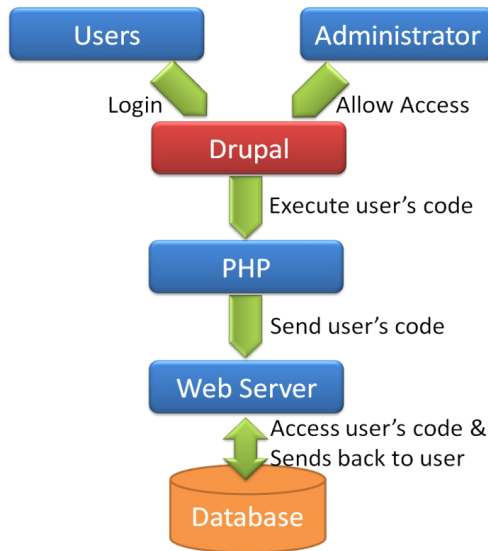 Users
Administrator
Login
Allow Access
Drupal
Execute user's code
PHP
Send user's code
Web Server
Access user's code &
Sends back to user
Database